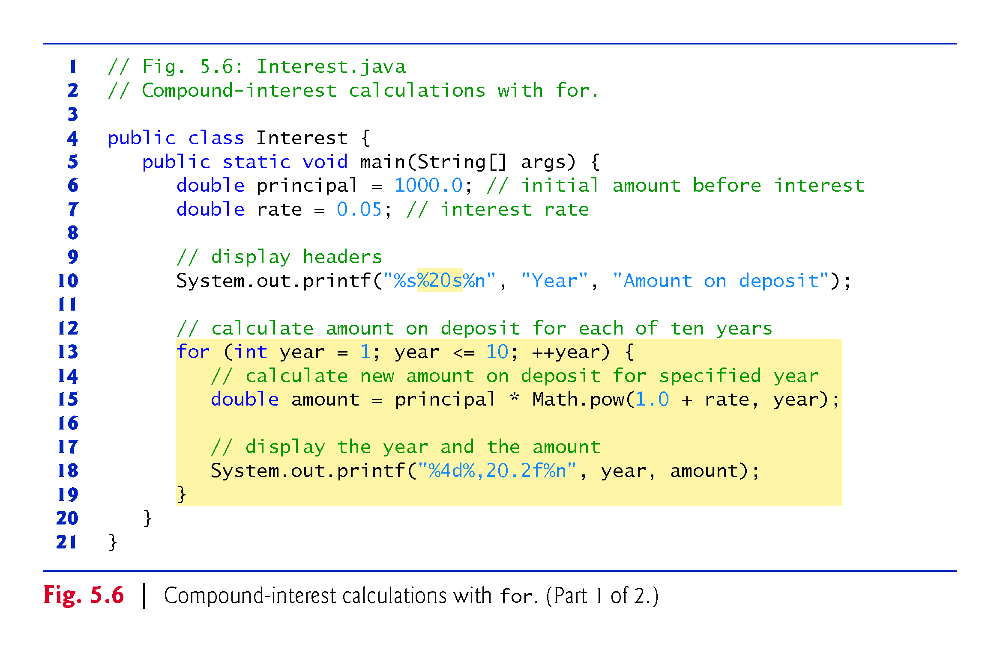 1 // Fig. 5.6: Interest.java
2 // Compound-interest calculations with for.
3
4 public class Interest {
5    public static void main(String[] args) {
6       double principal = 1000.0; // initial amount before interest
7       double rate = 0.05; // interest rate
8
9       // display headers
10       System.out.printf("%s%20s%n", "Year", "Amount on deposit");
11
12       // calculate amount on deposit for each of ten years
13       for (int year = 1; year <= 10; ++year) {
14          // calculate new amount on deposit for specified year
15          double amount = principal * Math.pow(1.0 + rate, year);
16
17          // display the year and the amount
18          System.out.printf("%4d%,20.2f%n", year, amount);
19       }
20    }
21 }
Fig. 5.6 | Compound-interest calculations with for. (Part 1 of 2.)